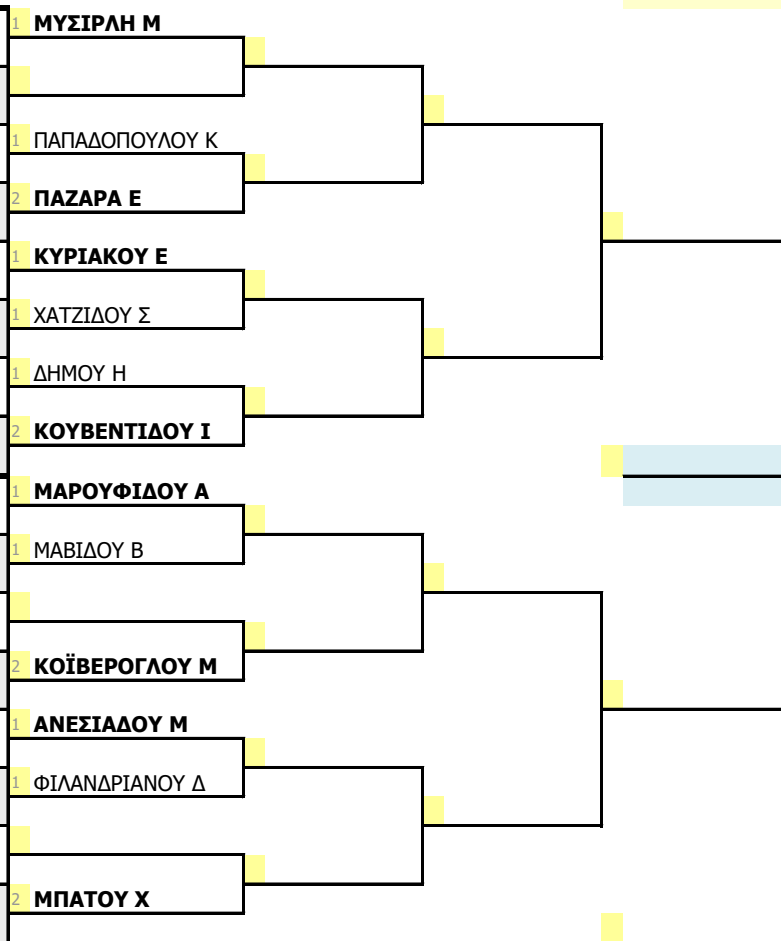 1 ΜΥΣΙΡΛΗ Μ
1 ΠΑΠΑΔΟΠΟΥΛΟΥ Κ
2 ΠΑΖΑΡΑ Ε
1 ΚΥΡΙΑΚΟΥ Ε
1 ΧΑΤΖΙΔΟΥ Σ
1 ΔΗΜΟΥ Η
2 ΚΟΥΒΕΝΤΙΔΟΥ Ι
1 ΜΑΡΟΥΦΙΔΟΥ Α
1 ΜΑΒΙΔΟΥ Β
2 ΚΟΪΒΕΡΟΓΛΟΥ Μ
1 ΑΝΕΣΙΑΔΟΥ Μ
1 ΦΙΛΑΝΔΡΙΑΝΟΥ Δ
2 ΜΠΑΤΟΥ Χ